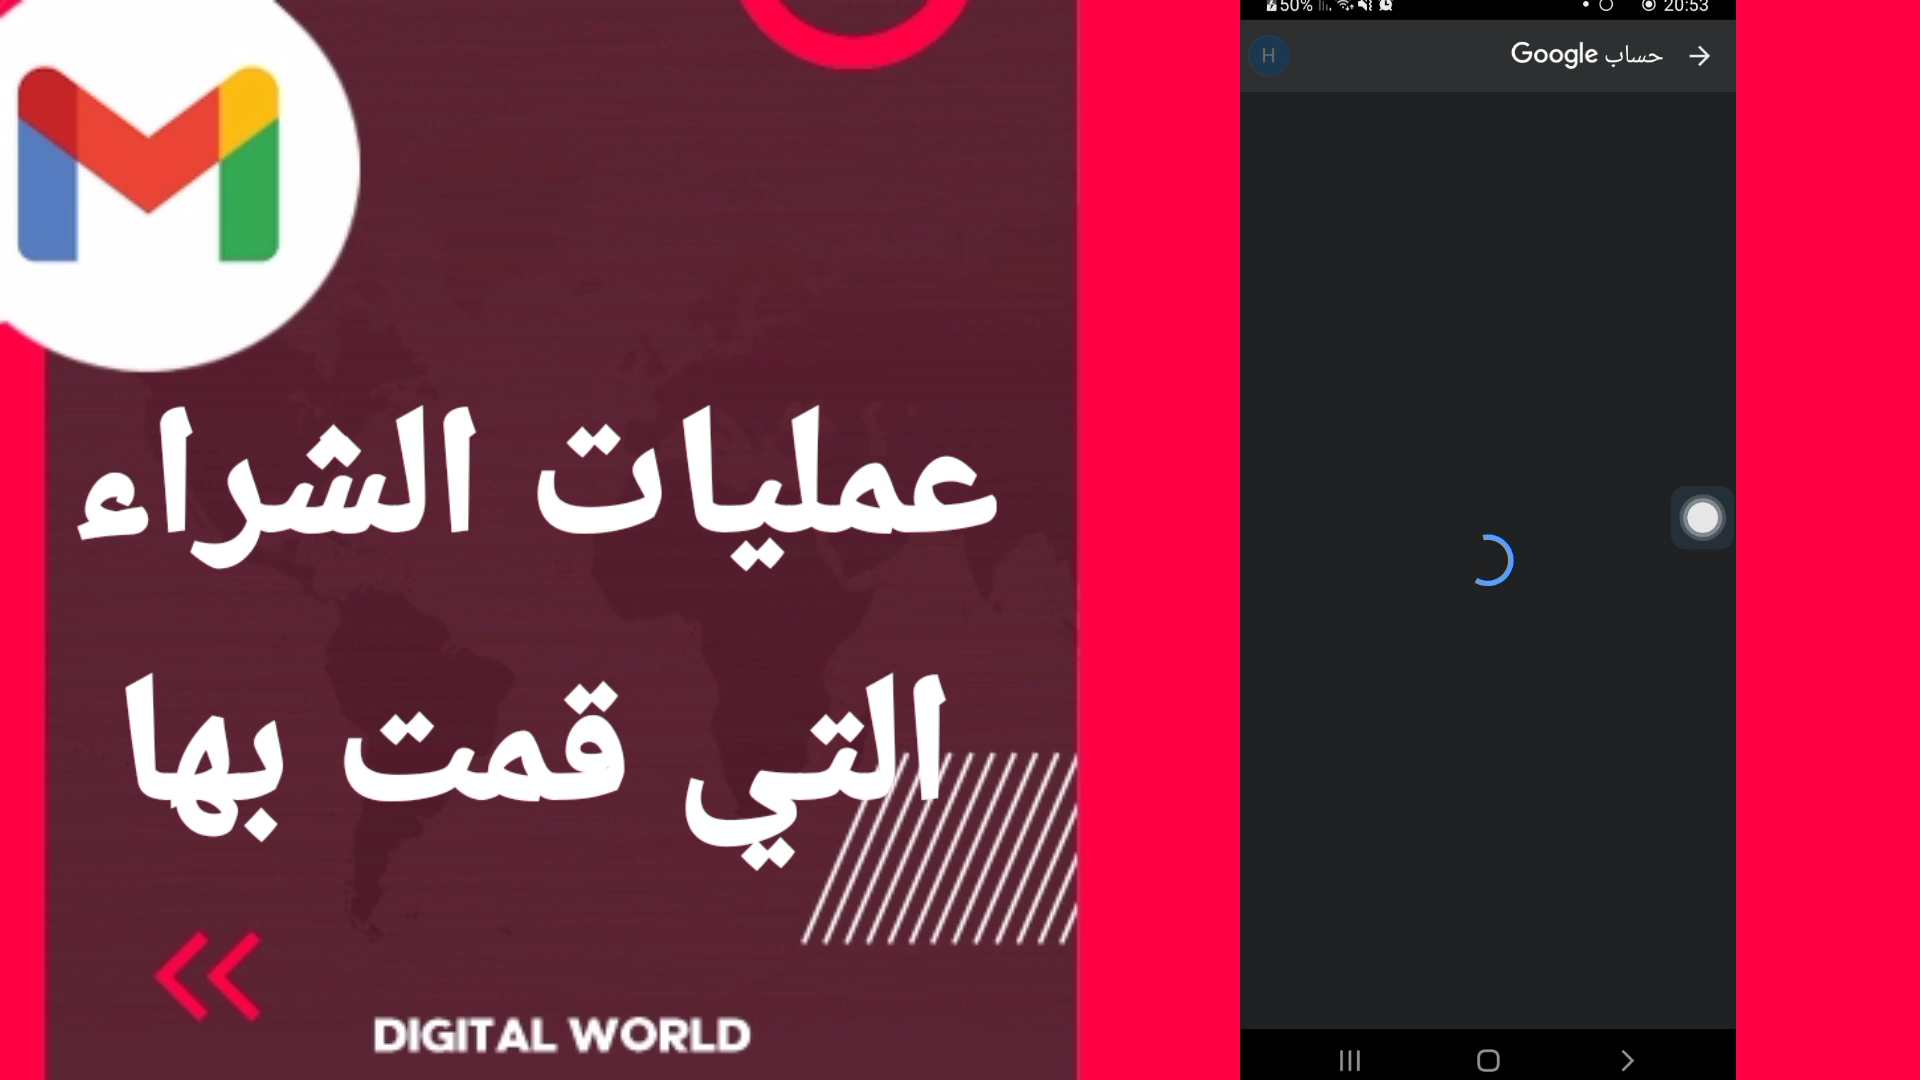 عمليات الشراء
التي قمت بها
DIGITAL WORLD
50%
20:53
حساب Google
H